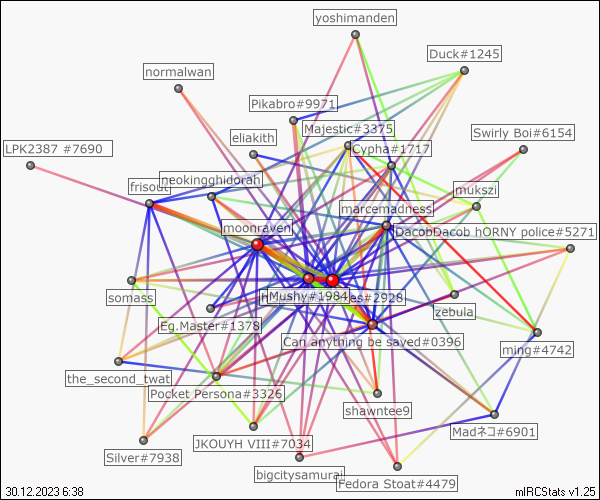 yoshimanden
Duck#1245
normalwan
Pikabro#9971
Majestic#3375
Swirly Boi#6154
eliakith
LPK2387 #7690
Cypha#1717
frisout
neokingghidorah
mukszi
marcemadness
moonraven
DacobDacob hORNY police#5271
somass
Mushy#1984
es#2928
zebula
Eg.Master#1378
Can anything be saved#0396
ming#4742
the_second_twat
Pocket Persona#3326
shawntee9
Madネコ#6901
JKOUYH VIII#7034
Silver#7938
bigcitysamurai
Fedora Stoat#4479
30.12.2023 6:38
mIRCStats v1.25